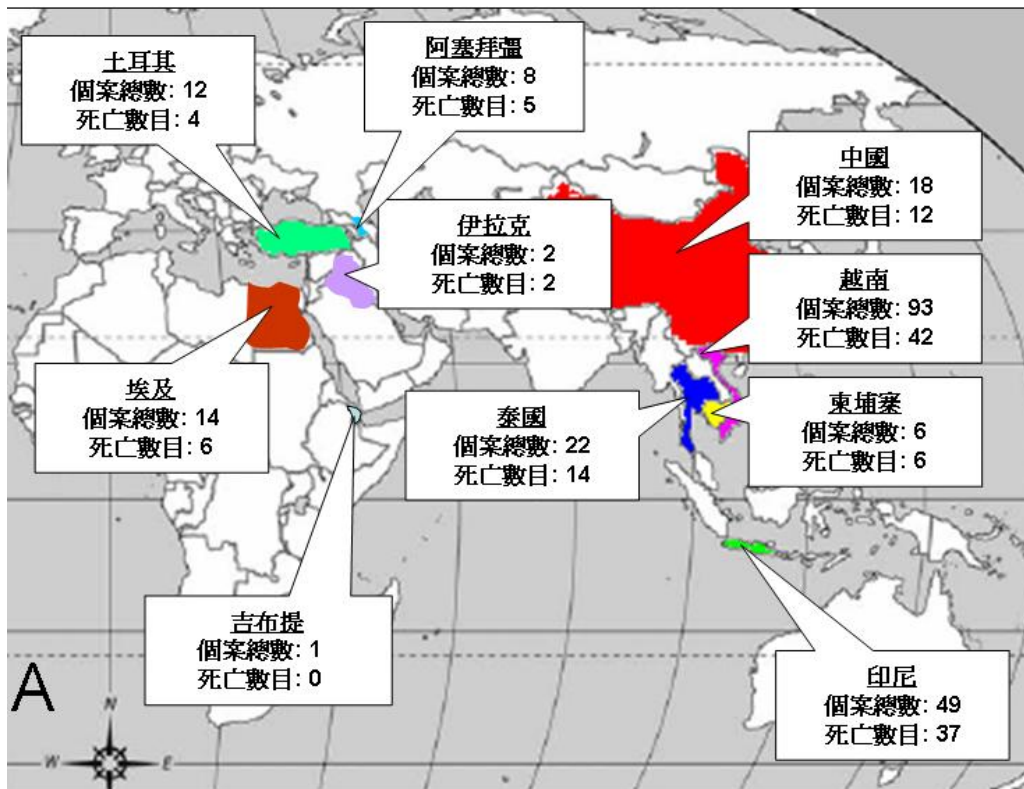 土耳其
個案總數: 12
死亡數目: 4
阿塞拜彊
個案總數: 8
死亡數目: 5
中國
個案總數: 18
死亡數目: 12
伊拉克
個案總數: 2
死亡數目: 2
越南
個案總數: 93
死亡數目: 42
埃及
個案總數: 14
死亡數目: 6
泰國
個案總數: 22
死亡數目: 14
柬埔寨
個案總數: 6
死亡數目: 6
吉布提
個案總數: 1
死亡數目: 0
印尼
個案總數: 49
死亡數目: 37
A
N
W
E